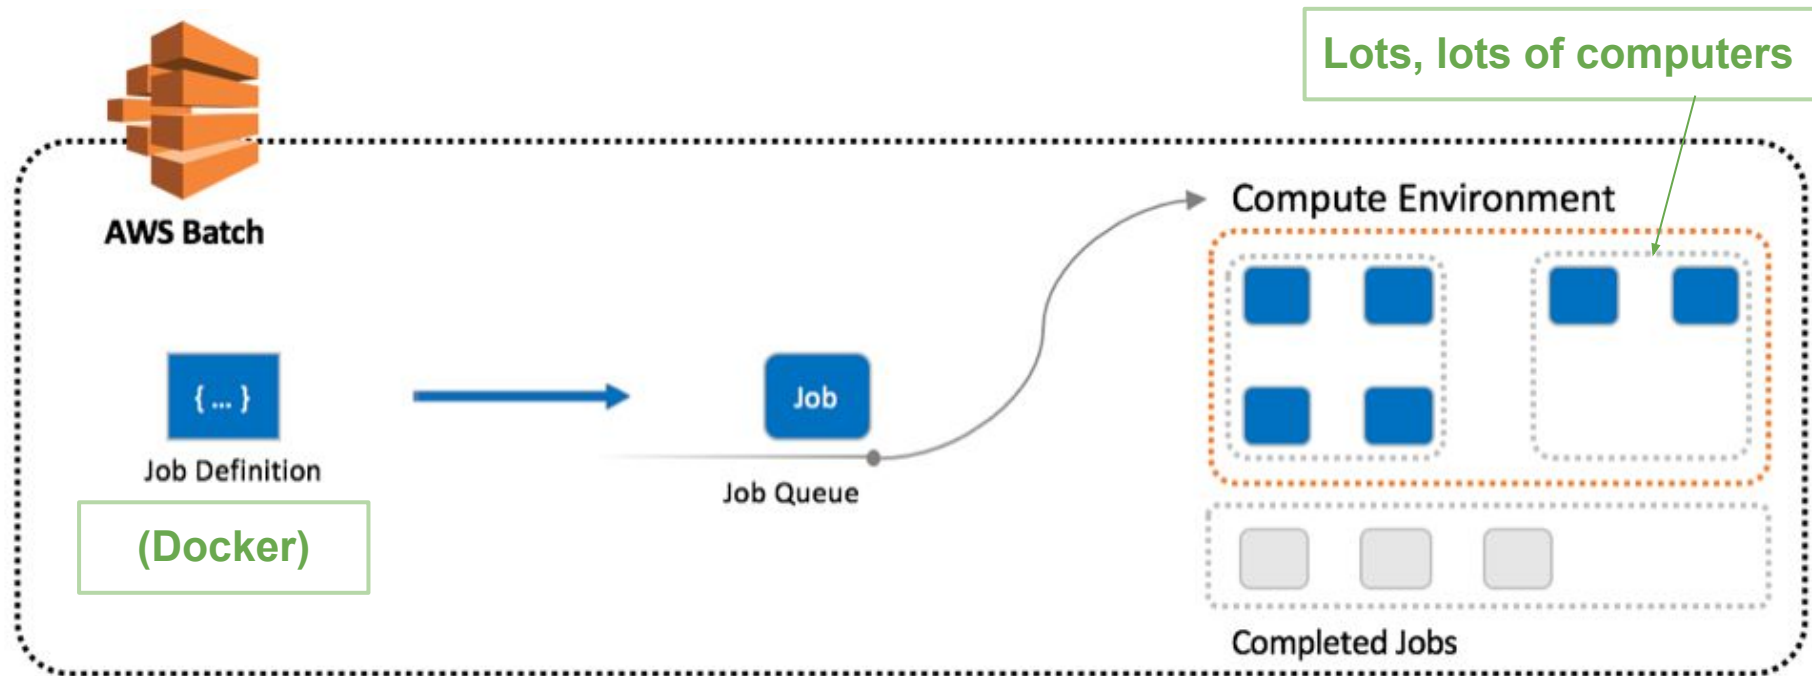 Lots, lots of computers
AWS Batch
Compute Environment
{ ... }
Job
Job Definition
Job Queue
(Docker)
Completed Jobs